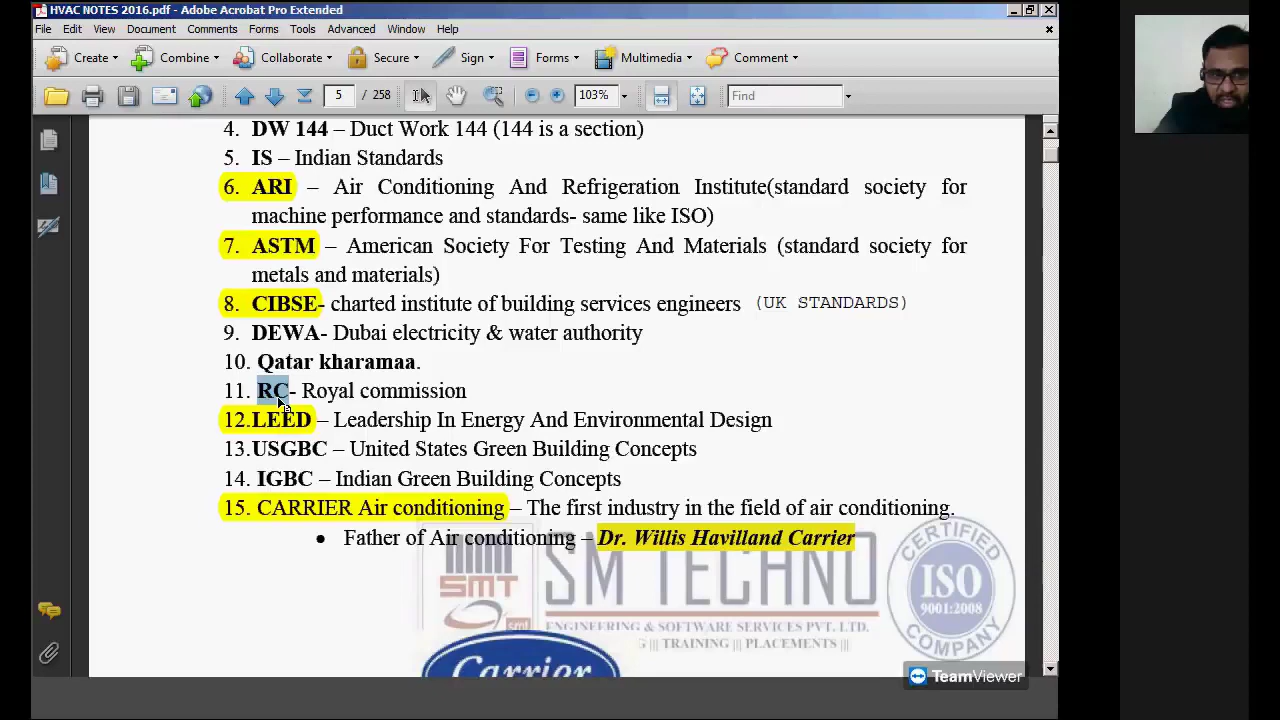 HVAC NOTES 2016.pdf - Adobe Acrobat Pro Extended
File Edit View Document Comments Forms Tools Advanced Window Help
Create Combine Collaborate Secure Sign Forms Multimedia Comment
5 / 258 103% Find
4. DW 144 – Duct Work 144 (144 is a section)
5. IS – Indian Standards
6. ARI – Air Conditioning And Refrigeration Institute(standard society for
machine performance and standards- same like ISO)
7. ASTM – American Society For Testing And Materials (standard society for
metals and materials)
8. CIBSE- charted institute of building services engineers (UK STANDARDS)
9. DEWA- Dubai electricity & water authority
10. Qatar kharamaa.
11. RC- Royal commission
12.LEED – Leadership In Energy And Environmental Design
13.USGBC – United States Green Building Concepts
14. IGBC – Indian Green Building Concepts
15. CARRIER Air conditioning – The first industry in the field of air conditioning.
• Father of Air conditioning – Dr. Willis Havilland Carrier
SMT
smt
SM TECHNO
ENGINEERING & SOFTWARE SERVICES PVT. LTD.
G ||| TRAINING ||| PLACEMENTS |||
CERTIFIED
ISO
9001:2008
COMPANY
Carrier
TeamViewer